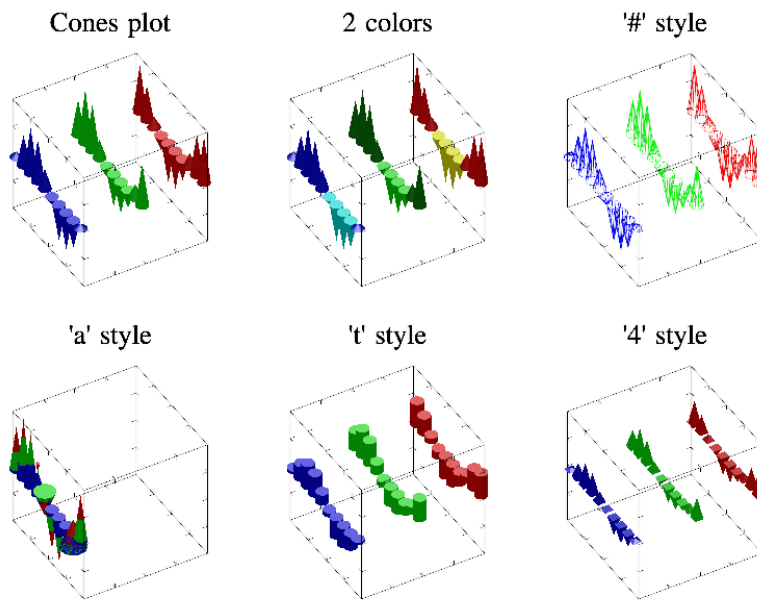 Cones plot
2 colors
'#' style
'a' style
't' style
'4' style